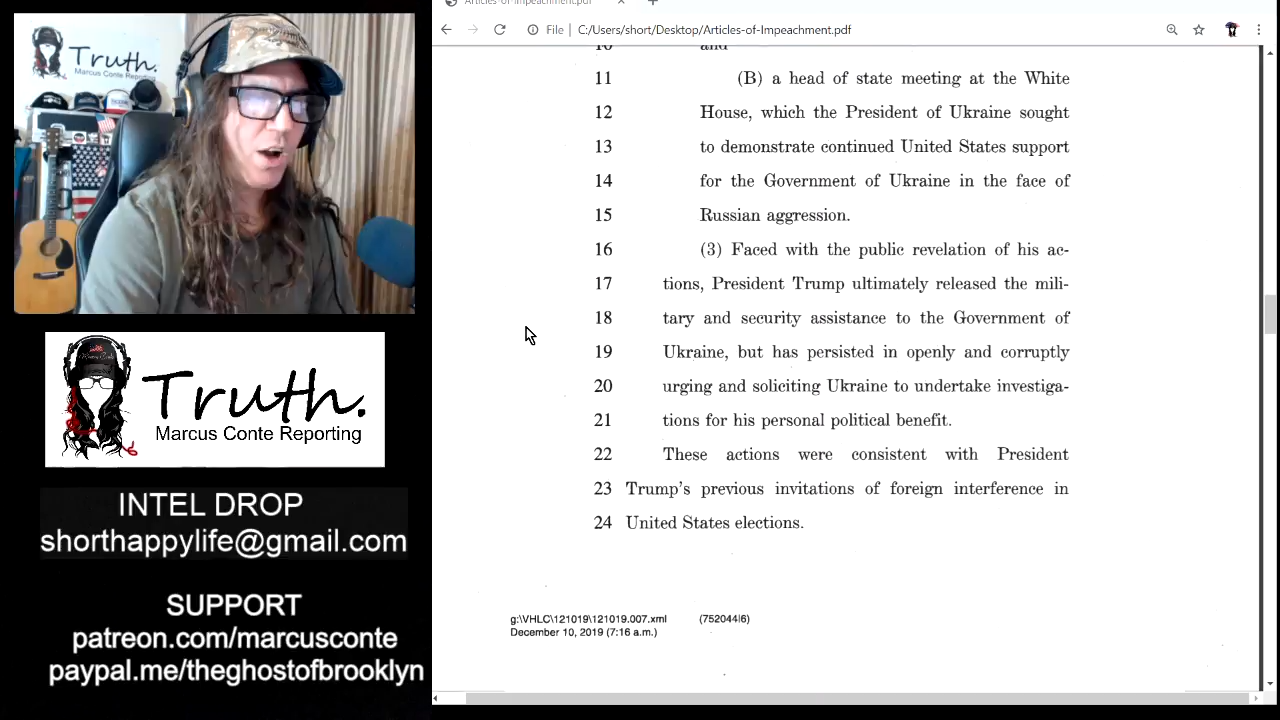 Truth.
Marcus Conte Reporting
Truth.
Marcus Conte Reporting
INTEL DROP
shorthappylife@gmail.com
SUPPORT
patreon.com/marcusconte
paypal.me/theghostofbrooklyn
Articles-of-Impeachment.pdf
File | C:/Users/short/Desktop/Articles-of-Impeachment.pdf
10 and
11 (B) a head of state meeting at the White
12 House, which the President of Ukraine sought
13 to demonstrate continued United States support
14 for the Government of Ukraine in the face of
15 Russian aggression.
16 (3) Faced with the public revelation of his ac-
17 tions, President Trump ultimately released the mili-
18 tary and security assistance to the Government of
19 Ukraine, but has persisted in openly and corruptly
20 urging and soliciting Ukraine to undertake investiga-
21 tions for his personal political benefit.
22 These actions were consistent with President
23 Trump's previous invitations of foreign interference in
24 United States elections.
g:\VHLC\121019\121019.007.xml (752044|6)
December 10, 2019 (7:16 a.m.)